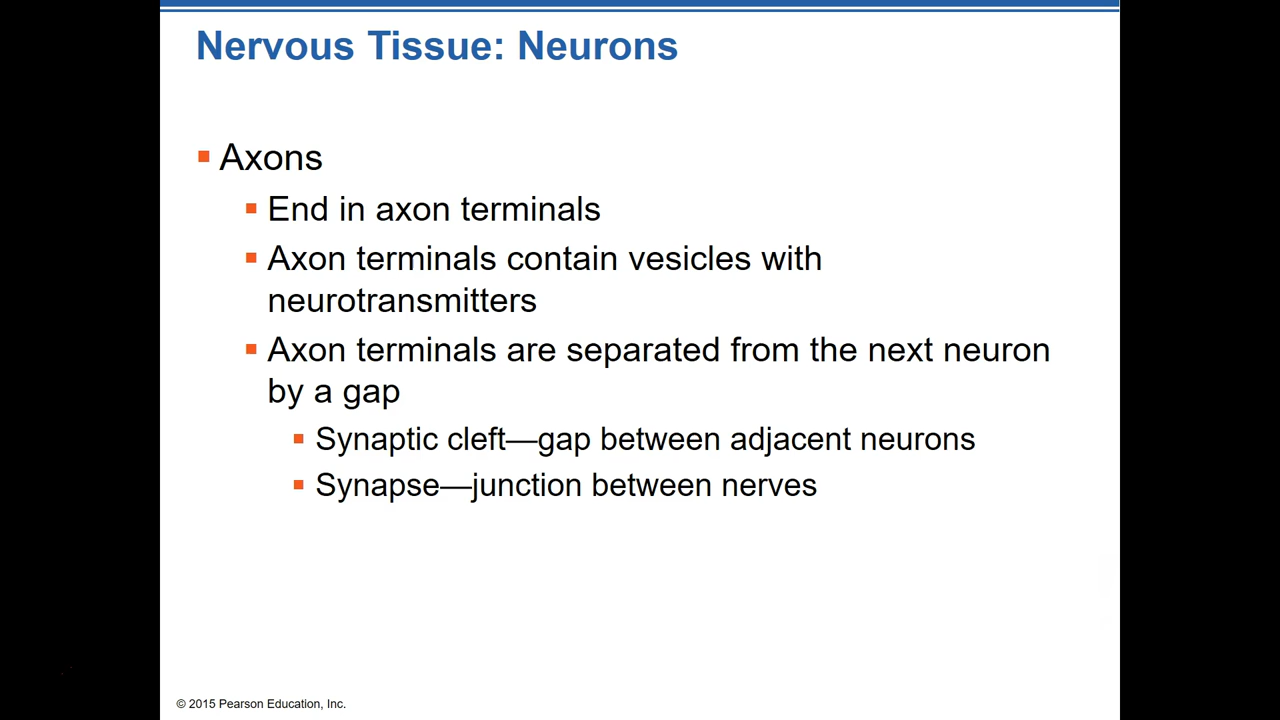 Nervous Tissue: Neurons
Axons
End in axon terminals
Axon terminals contain vesicles with
neurotransmitters
Axon terminals are separated from the next neuron
by a gap
Synaptic cleft—gap between adjacent neurons
Synapse—junction between nerves
© 2015 Pearson Education, Inc.